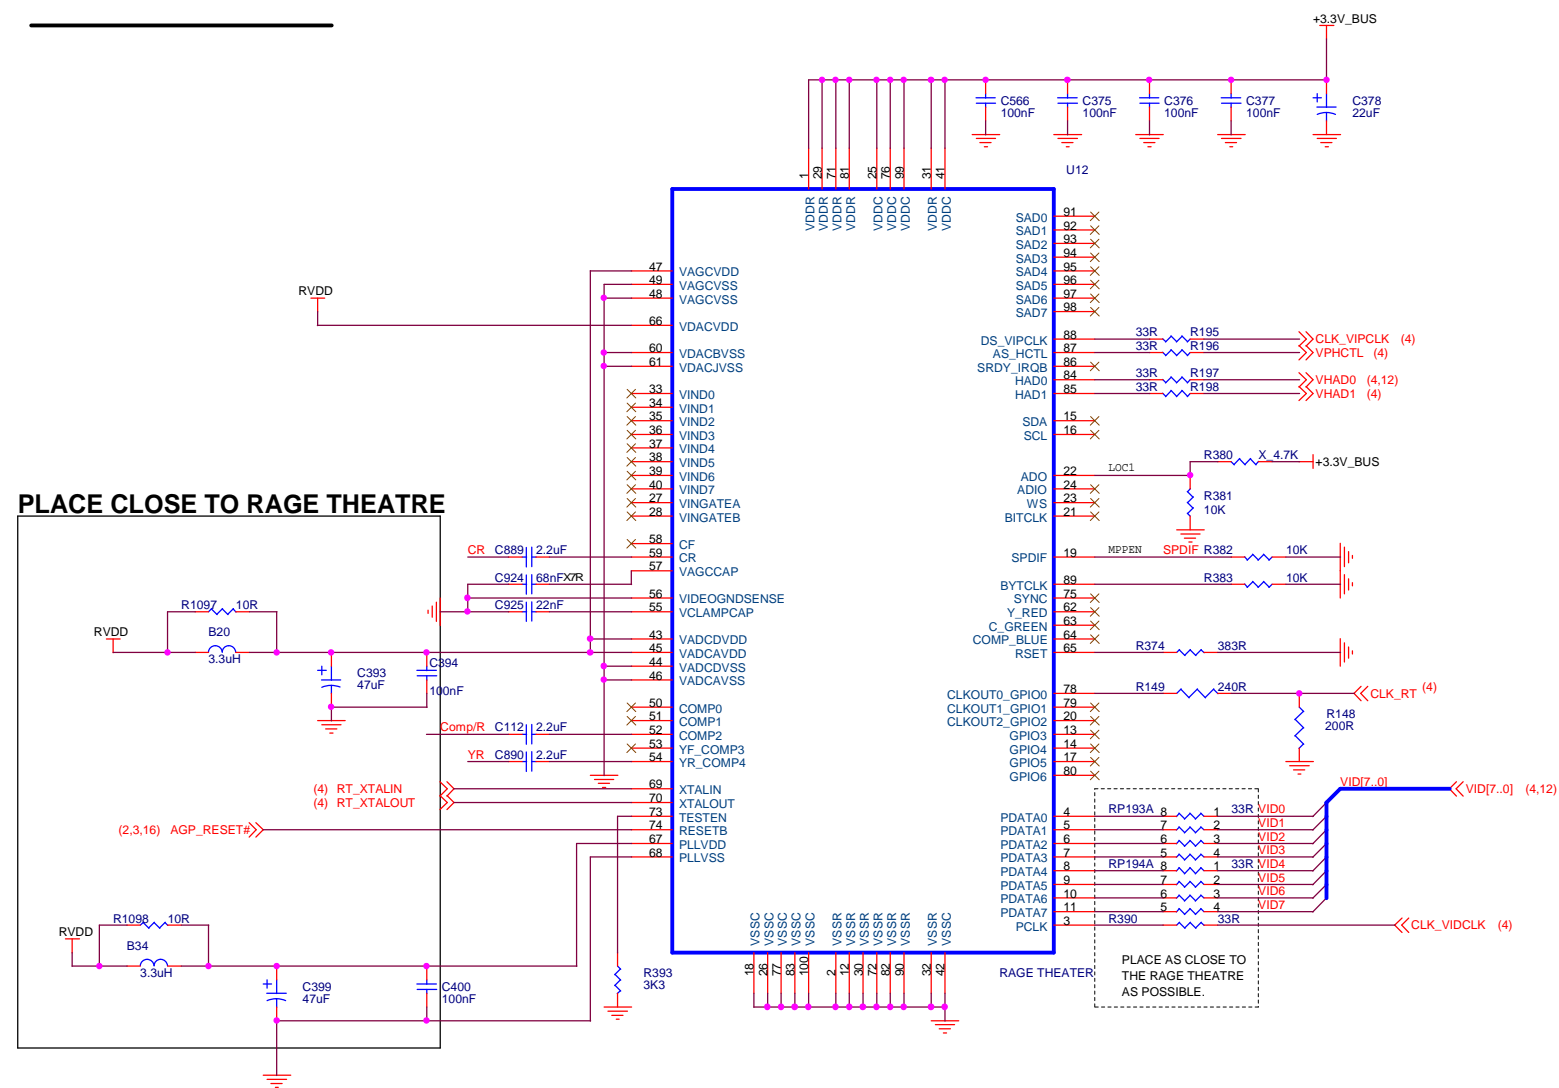 +3.3V_BUS
C566 100nF
C375 100nF
C376 100nF
C377 100nF
+ C378 22uF
U12
1 29 71 81 25 76 99 31 41
VDDR VDDR VDDR VDDR VDDC VDDC VDDC VDDR VDDC
47 VAGCVDD
49 VAGCVSS
48 VAGCVSS
RVDD
66 VDACVDD
60 VDACBVSS
61 VDACJVSS
33 VIND0
34 VIND1
35 VIND2
36 VIND3
37 VIND4
38 VIND5
39 VIND6
40 VIND7
27 VINGATEA
28 VINGATEB
PLACE CLOSE TO RAGE THEATRE
58 CF
CR C889 2.2uF 59 CR
C924 68nF X7R 57 VAGCCAP
56 VIDEOGNDSENSE
C925 22nF 55 VCLAMPCAP
R1097 10R
RVDD
B20
3.3uH
+ C393 47uF
C394 100nF
43 VADCDVDD
45 VADCAVDD
44 VADCDVSS
46 VADCAVSS
50 COMP0
51 COMP1
Comp/R C112 2.2uF 52 COMP2
53 YF_COMP3
YR C890 2.2uF 54 YR_COMP4
(4) RT_XTALIN 69 XTALIN
(4) RT_XTALOUT 70 XTALOUT
73 TESTEN
(2,3,16) AGP_RESET# 74 RESETB
67 PLLVDD
68 PLLVSS
R1098 10R
RVDD
B34
3.3uH
+ C399 47uF
C400 100nF
R393
3K3
SAD0 91
SAD1 92
SAD2 93
SAD3 94
SAD4 95
SAD5 96
SAD6 97
SAD7 98
DS_VIPCLK 88 33R R195 CLK_VIPCLK (4)
AS_HCTL 87 33R R196 VPHCTL (4)
SRDY_IRQB 86
HAD0 84 33R R197 VHAD0 (4,12)
HAD1 85 33R R198 VHAD1 (4)
SDA 15
SCL 16
R380 X_4.7K +3.3V_BUS
ADO 22 LOC1
R381
10K
ADIO 24
WS 23
BITCLK 21
SPDIF 19 MPPEN SPDIF R382 10K
BYTCLK 89 R383 10K
SYNC 75
Y_RED 62
C_GREEN 63
COMP_BLUE 64
RSET 65 R374 383R
CLKOUT0_GPIO0 78 R149 240R CLK_RT (4)
CLKOUT1_GPIO1 79
CLKOUT2_GPIO2 20
GPIO3 13
GPIO4 14
GPIO5 17
GPIO6 80
R148
200R
VID[7..0] VID[7..0] (4,12)
PDATA0 4 RP193A 8 1 33R VID0
PDATA1 5 7 2 VID1
PDATA2 6 6 3 VID2
PDATA3 7 5 4 VID3
PDATA4 8 RP194A 8 1 33R VID4
PDATA5 9 7 2 VID5
PDATA6 10 6 3 VID6
PDATA7 11 5 4 VID7
PCLK 3 R390 33R CLK_VIDCLK (4)
PLACE AS CLOSE TO
THE RAGE THEATRE
AS POSSIBLE.
VSSC VSSC VSSC VSSC VSSC VSSR VSSR VSSR VSSR VSSR VSSR VSSR VSSR
18 26 77 83 100 2 12 30 72 82 90 32 42
RAGE THEATER